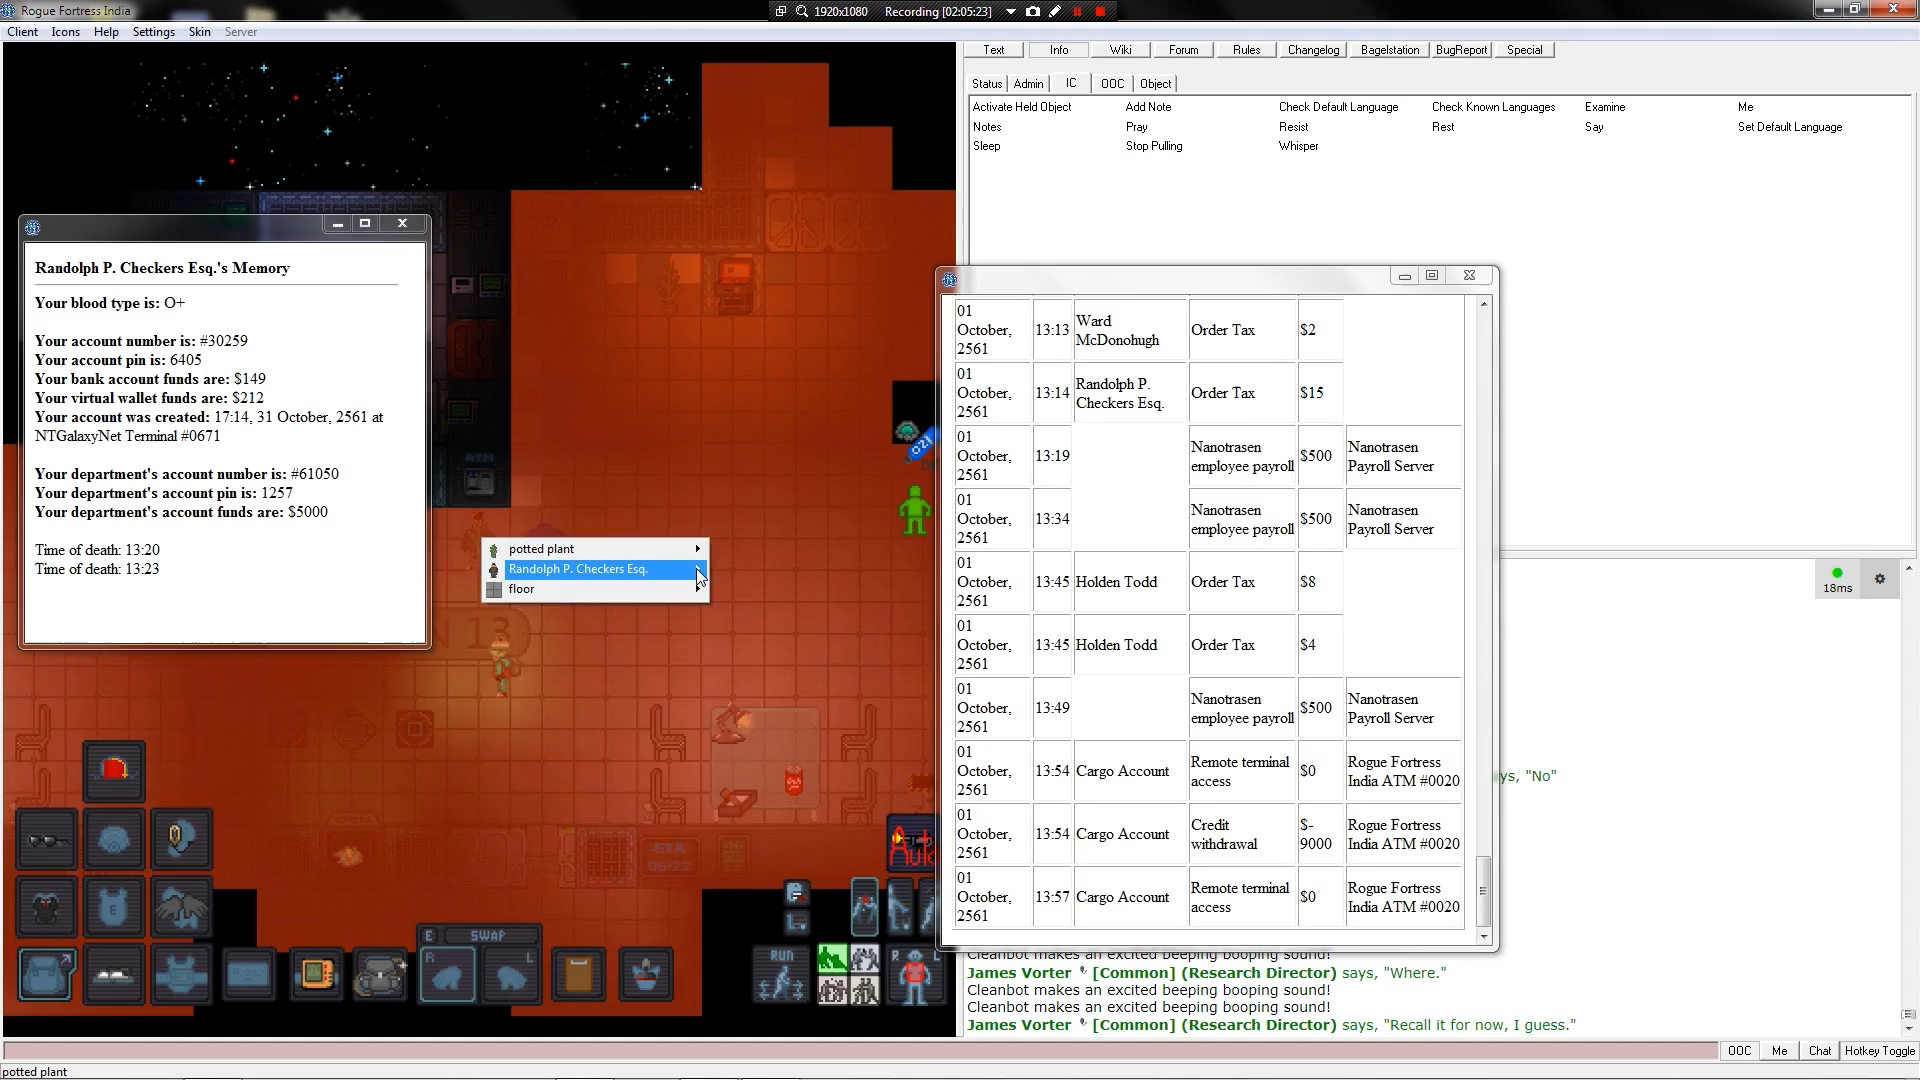 Rogue Fortress India
1920x1080 Recording [02:05:23]
Client Icons Help Settings Skin Server
Text Info Wiki Forum Rules Changelog Bagelstation BugReport Special
Status Admin IC OOC Object
Activate Held Object Add Note Check Default Language Check Known Languages Examine Me
Notes Pray Resist Rest Say Set Default Language
Sleep Stop Pulling Whisper
Randolph P. Checkers Esq.'s Memory
Your blood type is: O+
Your account number is: #30259
Your account pin is: 6405
Your bank account funds are: $149
Your virtual wallet funds are: $212
Your account was created: 17:14, 31 October, 2561 at
NTGalaxyNet Terminal #0671
Your department's account number is: #61050
Your department's account pin is: 1257
Your department's account funds are: $5000
Time of death: 13:20
Time of death: 13:23
ATM
potted plant
Randolph P. Checkers Esq.
floor
13
01
October,
2561
13:13
Ward
McDonohugh
Order Tax
$2
01
October,
2561
13:14
Randolph P.
Checkers Esq.
Order Tax
$15
01
October,
2561
13:19
Nanotrasen
employee payroll
$500
Nanotrasen
Payroll Server
01
October,
2561
13:34
Nanotrasen
employee payroll
$500
Nanotrasen
Payroll Server
01
October,
2561
13:45
Holden Todd
Order Tax
$8
01
October,
2561
13:45
Holden Todd
Order Tax
$4
01
October,
2561
13:49
Nanotrasen
employee payroll
$500
Nanotrasen
Payroll Server
01
October,
2561
13:54
Cargo Account
Remote terminal
access
$0
Rogue Fortress
India ATM #0020
01
October,
2561
13:54
Cargo Account
Credit
withdrawal
$-
9000
Rogue Fortress
India ATM #0020
01
October,
2561
13:57
Cargo Account
Remote terminal
access
$0
Rogue Fortress
India ATM #0020
18ms
ys, "No"
E SWAP
R L
RUN
R L
Cleanbot makes an excited beeping booping sound!
James Vorter [Common] (Research Director) says, "Where."
Cleanbot makes an excited beeping booping sound!
Cleanbot makes an excited beeping booping sound!
James Vorter [Common] (Research Director) says, "Recall it for now, I guess."
OOC Me Chat Hotkey Toggle
potted plant